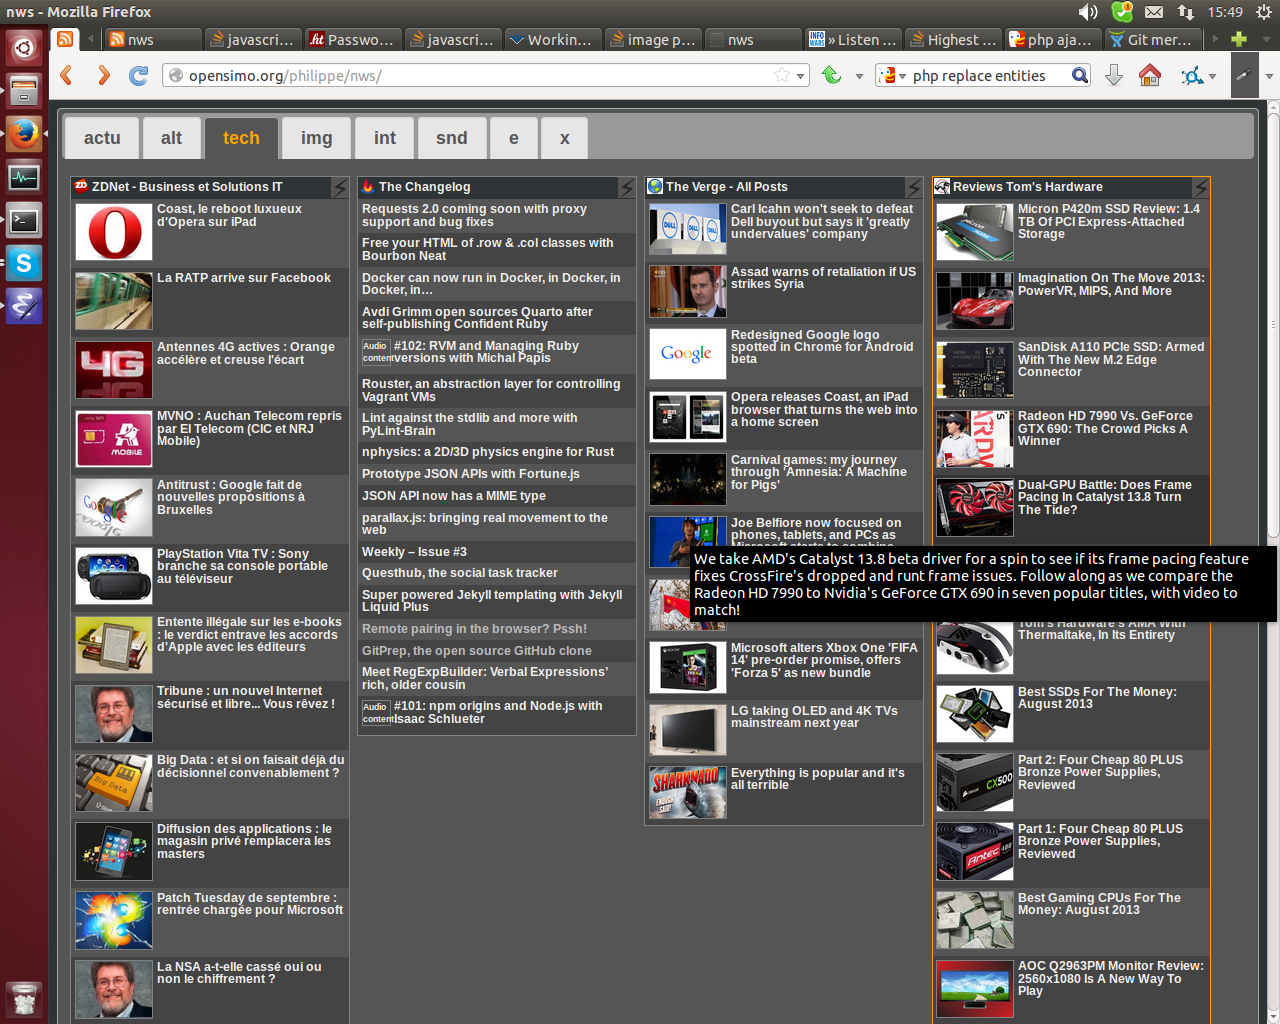 nws - Mozilla Firefox
15:49
nws
javascri...
Passwo...
javascri...
Workin...
image p...
nws
» Listen ...
Highest ...
php aja...
Git mer...
opensimo.org/philippe/nws/
php replace entities
actu
alt
tech
img
int
snd
e
x
ZDNet - Business et Solutions IT
Coast, le reboot luxueux
d'Opera sur iPad
La RATP arrive sur Facebook
Antennes 4G actives : Orange
accélère et creuse l'écart
MVNO : Auchan Telecom repris
par EI Telecom (CIC et NRJ
Mobile)
Antitrust : Google fait de
nouvelles propositions à
Bruxelles
PlayStation Vita TV : Sony
branche sa console portable
au téléviseur
Entente illégale sur les e-books
: le verdict entrave les accords
d'Apple avec les éditeurs
Tribune : un nouvel Internet
sécurisé et libre... Vous rêvez !
Big Data : et si on faisait déjà du
décisionnel convenablement ?
Diffusion des applications : le
magasin privé remplacera les
masters
Patch Tuesday de septembre :
rentrée chargée pour Microsoft
La NSA a-t-elle cassé oui ou
non le chiffrement ?
The Changelog
Requests 2.0 coming soon with proxy
support and bug fixes
Free your HTML of .row & .col classes with
Bourbon Neat
Docker can now run in Docker, in Docker, in
Docker, in…
Avdi Grimm open sources Quarto after
self-publishing Confident Ruby
Audio
content
#102: RVM and Managing Ruby
versions with Michal Papis
Rouster, an abstraction layer for controlling
Vagrant VMs
Lint against the stdlib and more with
PyLint-Brain
nphysics: a 2D/3D physics engine for Rust
Prototype JSON APIs with Fortune.js
JSON API now has a MIME type
parallax.js: bringing real movement to the
web
Weekly – Issue #3
Questhub, the social task tracker
Super powered Jekyll templating with Jekyll
Liquid Plus
Remote pairing in the browser? Pssh!
GitPrep, the open source GitHub clone
Meet RegExpBuilder: Verbal Expressions'
rich, older cousin
Audio
content
#101: npm origins and Node.js with
Isaac Schlueter
The Verge - All Posts
Carl Icahn won't seek to defeat
Dell buyout but says it 'greatly
undervalues' company
Assad warns of retaliation if US
strikes Syria
Redesigned Google logo
spotted in Chrome for Android
beta
Opera releases Coast, an iPad
browser that turns the web into
a home screen
Carnival games: my journey
through 'Amnesia: A Machine
for Pigs'
Joe Belfiore now focused on
phones, tablets, and PCs as
Microsoft starts to combine
Microsoft alters Xbox One 'FIFA
14' pre-order promise, offers
'Forza 5' as new bundle
LG taking OLED and 4K TVs
mainstream next year
Everything is popular and it's
all terrible
Reviews Tom's Hardware
Micron P420m SSD Review: 1.4
TB Of PCI Express-Attached
Storage
Imagination On The Move 2013:
PowerVR, MIPS, And More
SanDisk A110 PCIe SSD: Armed
With The New M.2 Edge
Connector
Radeon HD 7990 Vs. GeForce
GTX 690: The Crowd Picks A
Winner
Dual-GPU Battle: Does Frame
Pacing In Catalyst 13.8 Turn
The Tide?
We take AMD's Catalyst 13.8 beta driver for a spin to see if its frame pacing feature
fixes CrossFire's dropped and runt frame issues. Follow along as we compare the
Radeon HD 7990 to Nvidia's GeForce GTX 690 in seven popular titles, with video to
match!
Tom's Hardware's AMA With
Thermaltake, In Its Entirety
Best SSDs For The Money:
August 2013
Part 2: Four Cheap 80 PLUS
Bronze Power Supplies,
Reviewed
Part 1: Four Cheap 80 PLUS
Bronze Power Supplies,
Reviewed
Best Gaming CPUs For The
Money: August 2013
AOC Q2963PM Monitor Review:
2560x1080 Is A New Way To
Play